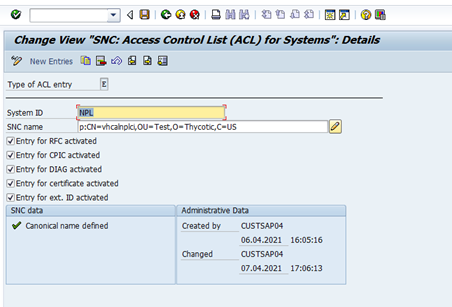 Change View "SNC: Access Control List (ACL) for Systems": Details
New Entries
Type of ACL entry E
System ID NPL
SNC name p:CN=vhcalnplci,OU=Test,O=Thycotic,C=US
Entry for RFC activated
Entry for CPIC activated
Entry for DIAG activated
Entry for certificate activated
Entry for ext. ID activated
SNC data
Canonical name defined
Administrative Data
Created by CUSTSAP04
06.04.2021 16:05:16
Changed CUSTSAP04
07.04.2021 17:06:13